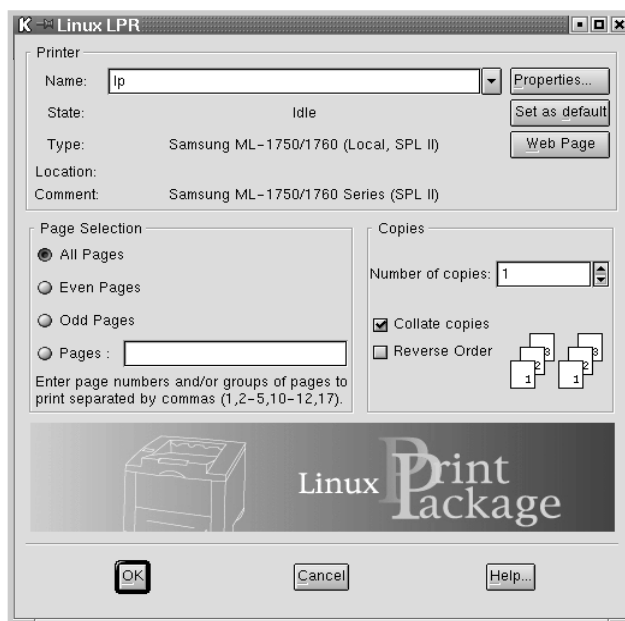 K Linux LPR
Printer
Name: lp Properties...
State: Idle Set as default
Type: Samsung ML-1750/1760 (Local, SPL II) Web Page
Location:
Comment: Samsung ML-1750/1760 Series (SPL II)
Page Selection
All Pages
Even Pages
Odd Pages
Pages :
Enter page numbers and/or groups of pages to
print separated by commas (1,2-5,10-12,17).
Copies
Number of copies: 1
Collate copies
Reverse Order
3 3
2 2
1 1
Linux Print
Package
OK Cancel Help...